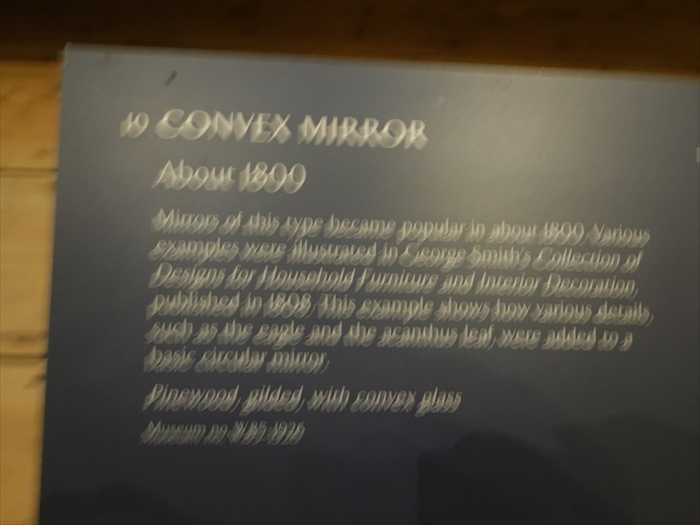 19 CONVEX MIRROR
About 1800
Mirrors of this type became popular in about 1800. Various
examples were illustrated in George Smith's Collection of
Designs for Household Furniture and Interior Decoration,
published in 1808. This example shows how various details,
such as the eagle and the acanthus leaf, were added to a
basic circular mirror.
Pinewood, gilded, with convex glass
Museum no